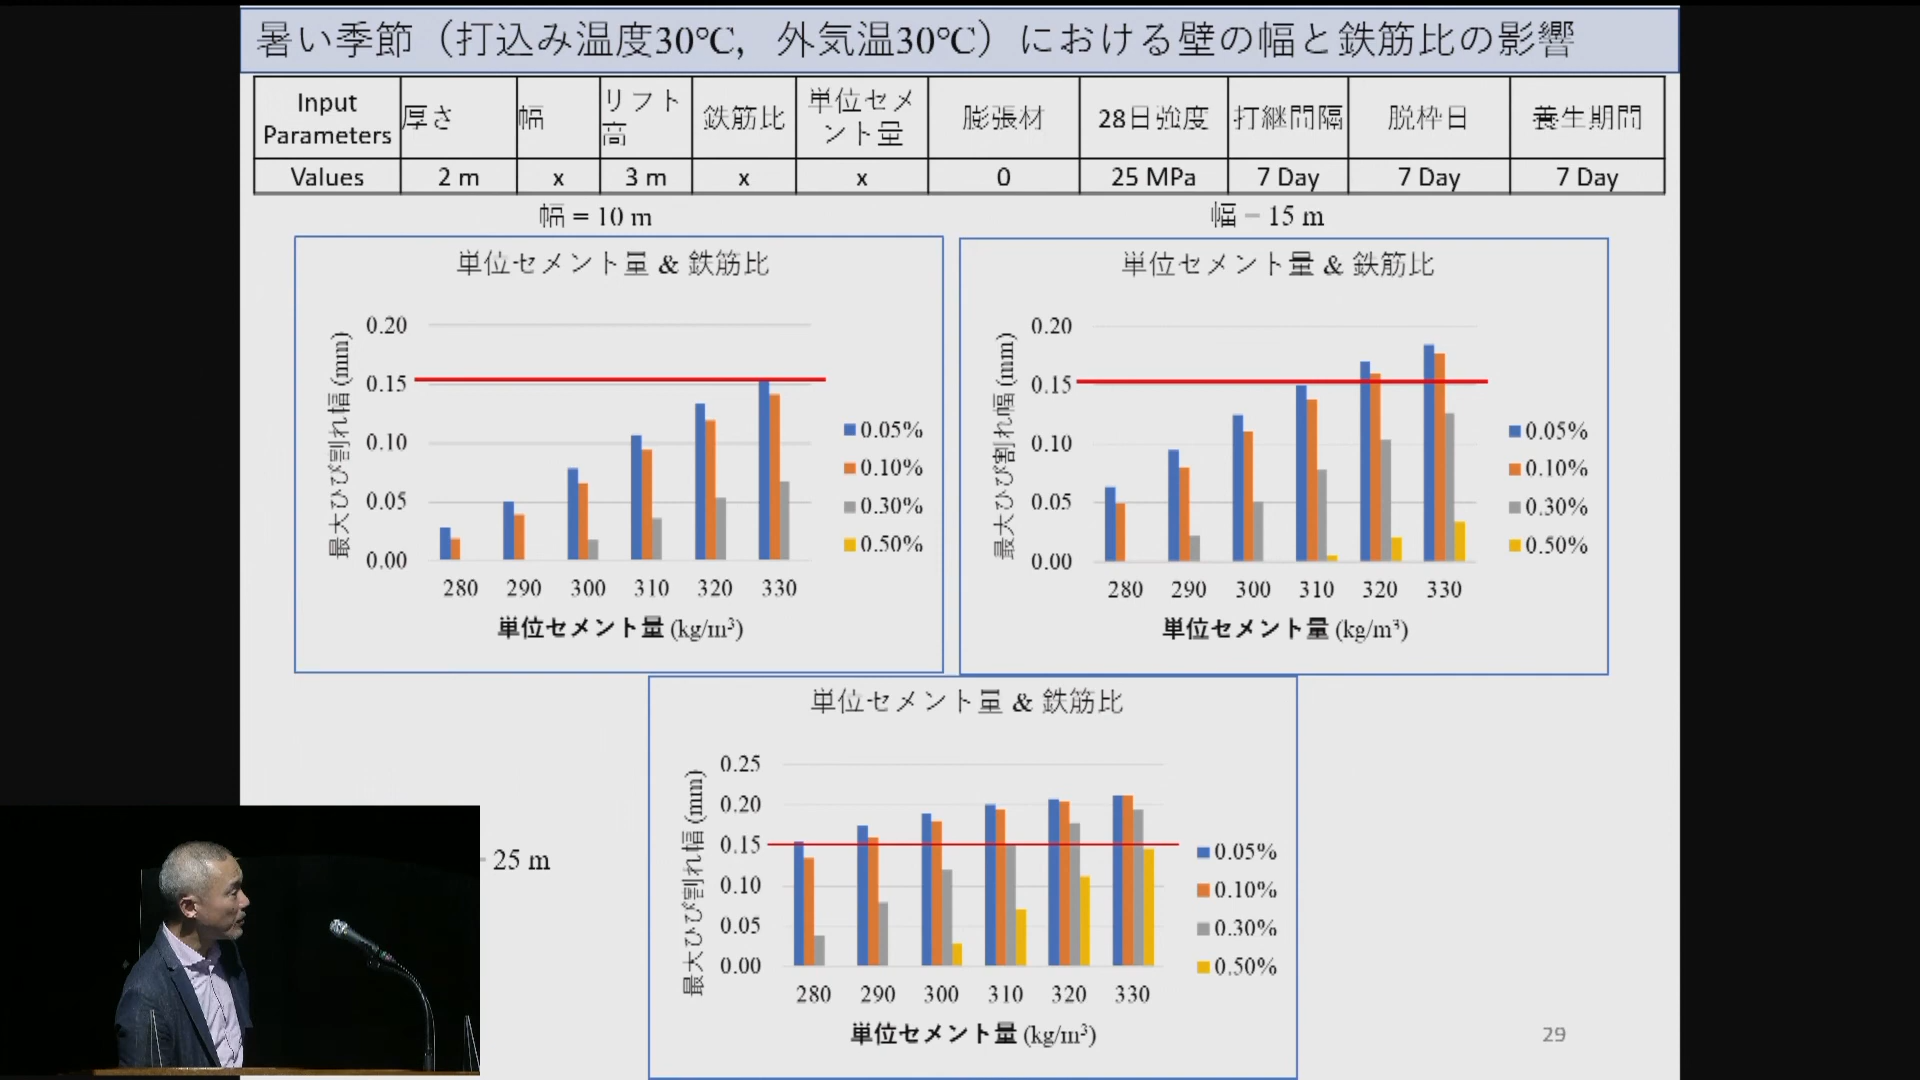 暑い季節（打込み温度30℃，外気温30℃）における壁の幅と鉄筋比の影響
Input Parameters 厚さ 幅 リフト高 鉄筋比 単位セメント量 膨張材 28日強度 打継間隔 脱枠日 養生期間
Values 2 m x 3 m x x 0 25 MPa 7 Day 7 Day 7 Day
幅 = 10 m
単位セメント量 & 鉄筋比
最大ひび割れ幅 (mm)
0.20
0.15
0.10
0.05
0.00
280 290 300 310 320 330
単位セメント量 (kg/m³)
0.05%
0.10%
0.30%
0.50%
幅 = 15 m
単位セメント量 & 鉄筋比
最大ひび割れ幅 (mm)
0.20
0.15
0.10
0.05
0.00
280 290 300 310 320 330
単位セメント量 (kg/m³)
0.05%
0.10%
0.30%
0.50%
25 m
単位セメント量 & 鉄筋比
最大ひび割れ幅 (mm)
0.25
0.20
0.15
0.10
0.05
0.00
280 290 300 310 320 330
単位セメント量 (kg/m³)
0.05%
0.10%
0.30%
0.50%
29